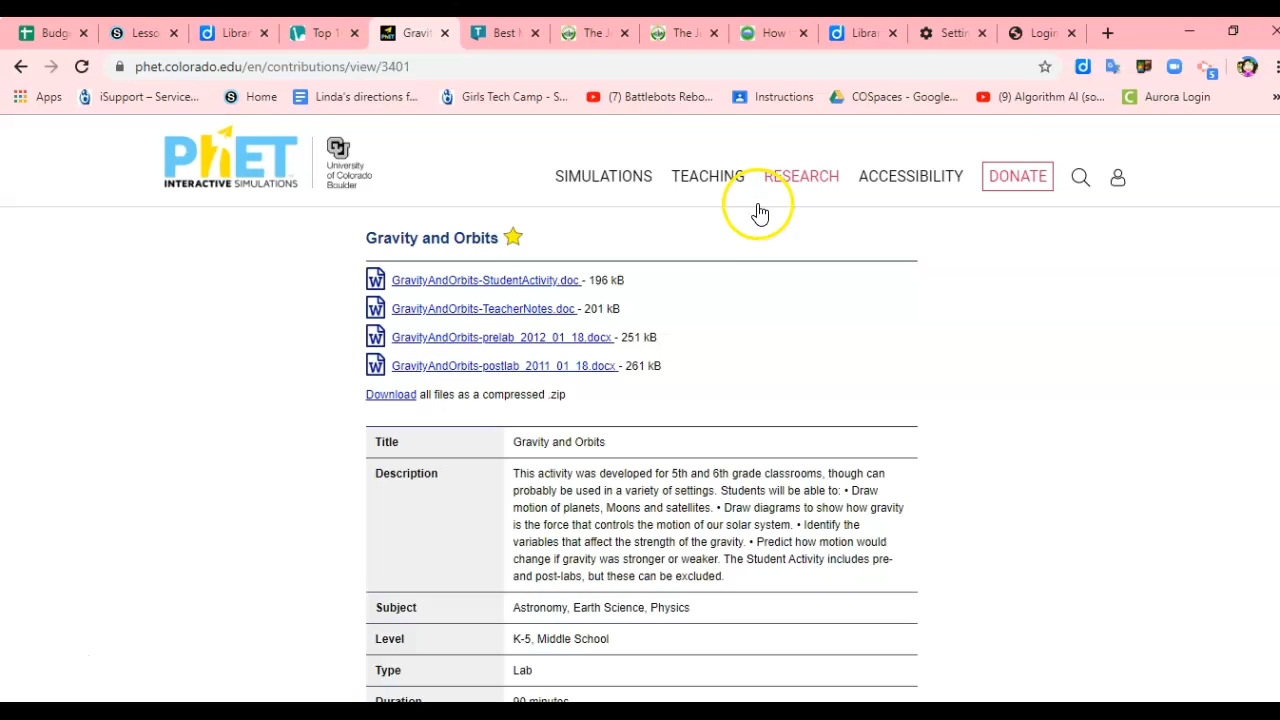 Budg
Lesso
Librar
Top 1
Gravit
Best M
The J
The J
How
Librar
Settin
Login
phet.colorado.edu/en/contributions/view/3401
5
Apps
iSupport – Service...
Home
Linda's directions f...
Girls Tech Camp - S...
(7) Battlebots Rebo...
Instructions
COSpaces - Google...
(9) Algorithm AI (so...
Aurora Login
»
PhET
INTERACTIVE SIMULATIONS
CU
University
of Colorado
Boulder
SIMULATIONS
TEACHING
RESEARCH
ACCESSIBILITY
DONATE
Gravity and Orbits
GravityAndOrbits-StudentActivity.doc - 196 kB
GravityAndOrbits-TeacherNotes.doc - 201 kB
GravityAndOrbits-prelab_2012_01_18.docx - 251 kB
GravityAndOrbits-postlab_2011_01_18.docx - 261 kB
Download all files as a compressed .zip
Title Gravity and Orbits
Description This activity was developed for 5th and 6th grade classrooms, though can
probably be used in a variety of settings. Students will be able to: • Draw
motion of planets, Moons and satellites. • Draw diagrams to show how gravity
is the force that controls the motion of our solar system. • Identify the
variables that affect the strength of the gravity. • Predict how motion would
change if gravity was stronger or weaker. The Student Activity includes pre-
and post-labs, but these can be excluded.
Subject Astronomy, Earth Science, Physics
Level K-5, Middle School
Type Lab
Duration 90 minutes